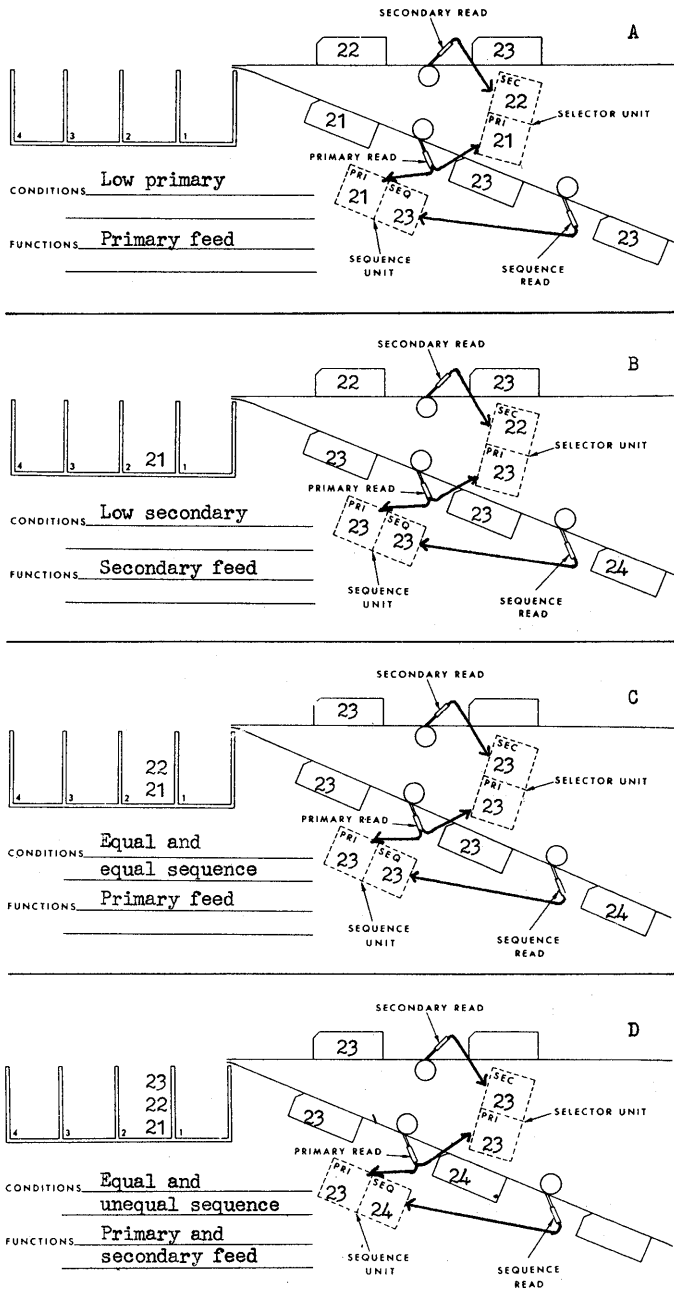 SECONDARY READ
A
22
23
SEC
22
SELECTOR UNIT
PRI
21
21
PRIMARY READ
4 3 2 1
PRI
21
SEQ
23
23
23
CONDITIONS Low primary
FUNCTIONS Primary feed
SEQUENCE
UNIT
SEQUENCE
READ
SECONDARY READ
B
22
23
SEC
22
SELECTOR UNIT
PRI
23
23
PRIMARY READ
21
4 3 2 1
PRI
23
SEQ
23
23
24
CONDITIONS Low secondary
FUNCTIONS Secondary feed
SEQUENCE
UNIT
SEQUENCE
READ
SECONDARY READ
C
23
SEC
23
SELECTOR UNIT
PRI
23
23
PRIMARY READ
22
21
4 3 2 1
PRI
23
SEQ
23
23
24
CONDITIONS Equal and
equal sequence
FUNCTIONS Primary feed
SEQUENCE
UNIT
SEQUENCE
READ
SECONDARY READ
D
23
SEC
23
SELECTOR UNIT
PRI
23
23
PRIMARY READ
23
22
21
4 3 2 1
PRI
23
SEQ
24
24
CONDITIONS Equal and
unequal sequence
FUNCTIONS Primary and
secondary feed
SEQUENCE
UNIT
SEQUENCE
READ